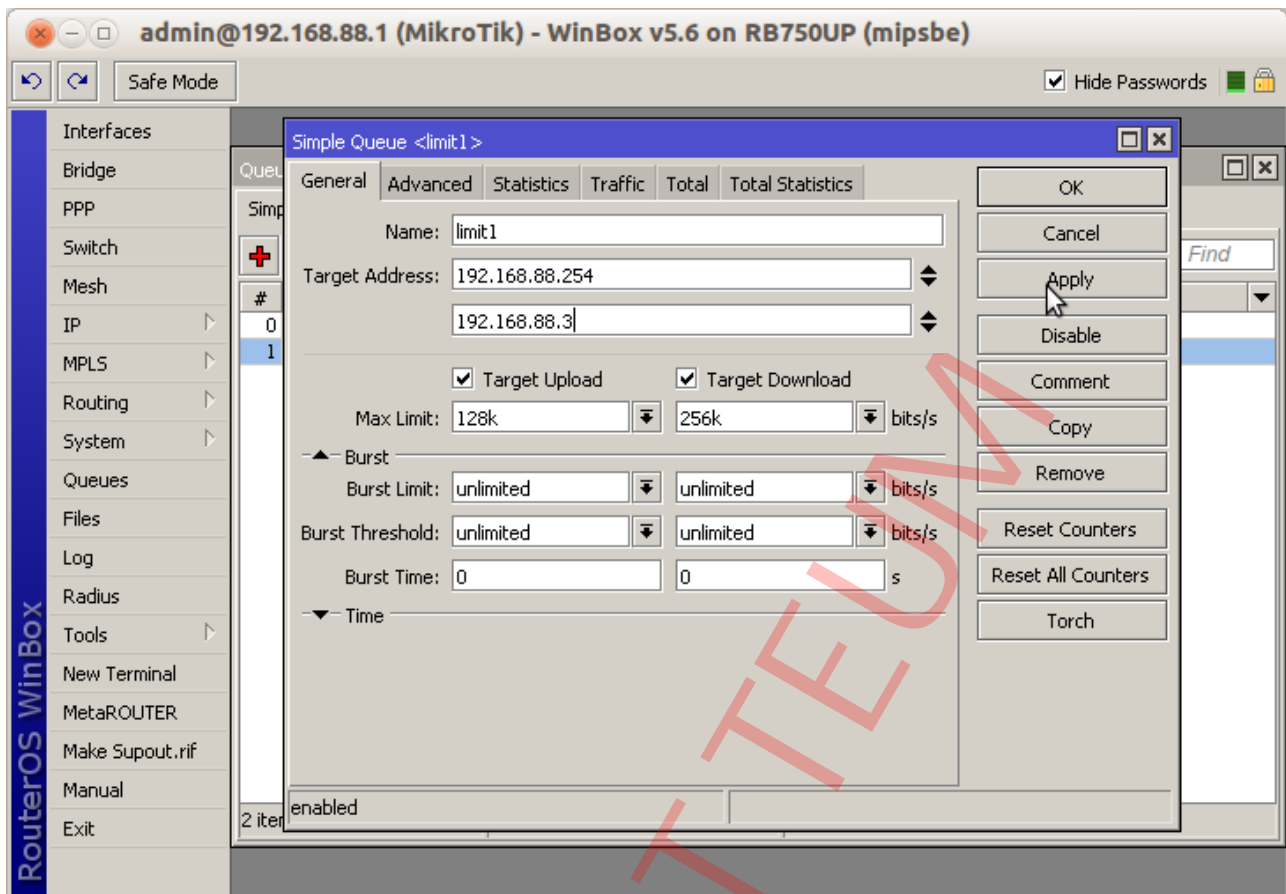 admin@192.168.88.1 (MikroTik) - WinBox v5.6 on RB750UP (mipsbe)
Safe Mode
Hide Passwords
RouterOS WinBox
Interfaces
Bridge
PPP
Switch
Mesh
IP
MPLS
Routing
System
Queues
Files
Log
Radius
Tools
New Terminal
MetaROUTER
Make Supout.rif
Manual
Exit
Queu
Simp
#
0
1
2 iter
Find
Simple Queue <limit1>
General Advanced Statistics Traffic Total Total Statistics
Name: limit1
Target Address: 192.168.88.254
192.168.88.3
Target Upload Target Download
Max Limit: 128k 256k bits/s
Burst
Burst Limit: unlimited unlimited bits/s
Burst Threshold: unlimited unlimited bits/s
Burst Time: 0 0 s
Time
enabled
OK
Cancel
Apply
Disable
Comment
Copy
Remove
Reset Counters
Reset All Counters
Torch
T TEUM